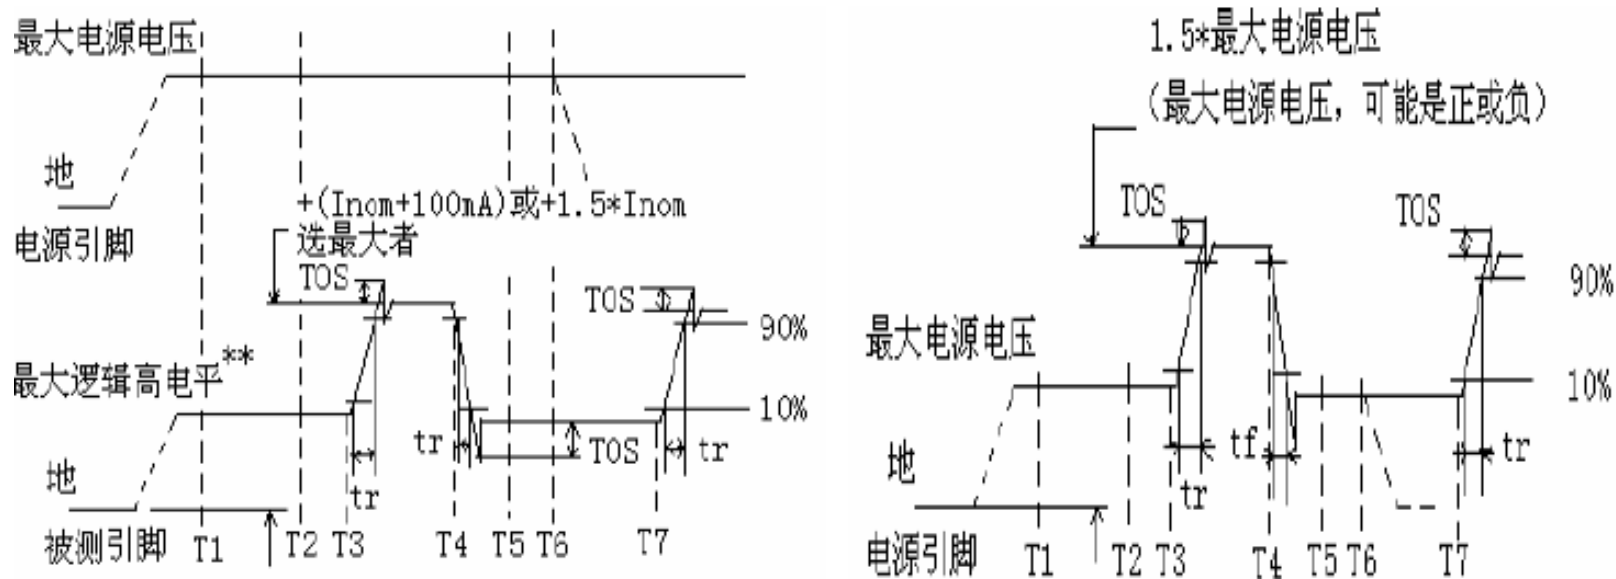 最大电源电压
地
电源引脚
+(Inom+100mA)或+1.5*Inom
选最大者
TOS
TOS
90%
最大逻辑高电平**
10%
tr
TOS
tr
地
tr
被测引脚
T1
T2
T3
T4
T5
T6
T7
1.5*最大电源电压
(最大电源电压，可能是正或负)
TOS
TOS
90%
最大电源电压
10%
地
tf
tr
tr
电源引脚
T1
T2
T3
T4
T5
T6
T7